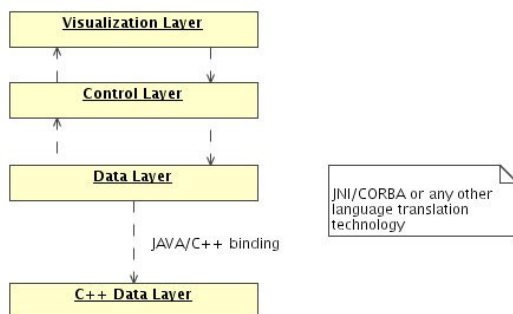 Visualization Layer
Control Layer
Data Layer
JNI/CORBA or any other
language translation
technology
JAVA/C++ binding
C++ Data Layer